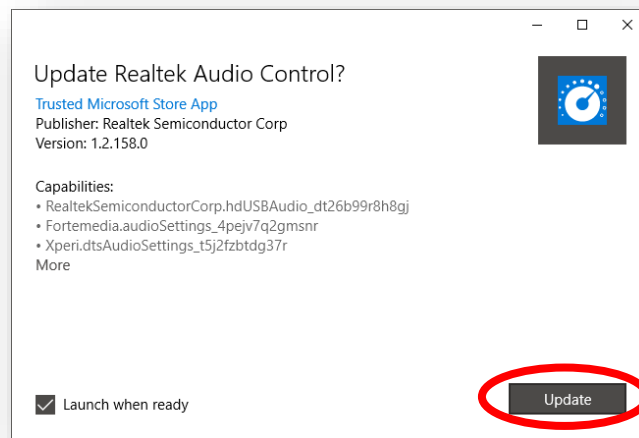 Update Realtek Audio Control?
Trusted Microsoft Store App
Publisher: Realtek Semiconductor Corp
Version: 1.2.158.0
Capabilities:
• RealtekSemiconductorCorp.hdUSBAudio_dt26b99r8h8gj
• Fortemedia.audioSettings_4pejv7q2gmsnr
• Xperi.dtsAudioSettings_t5j2fzbtdg37r
More
Launch when ready
Update